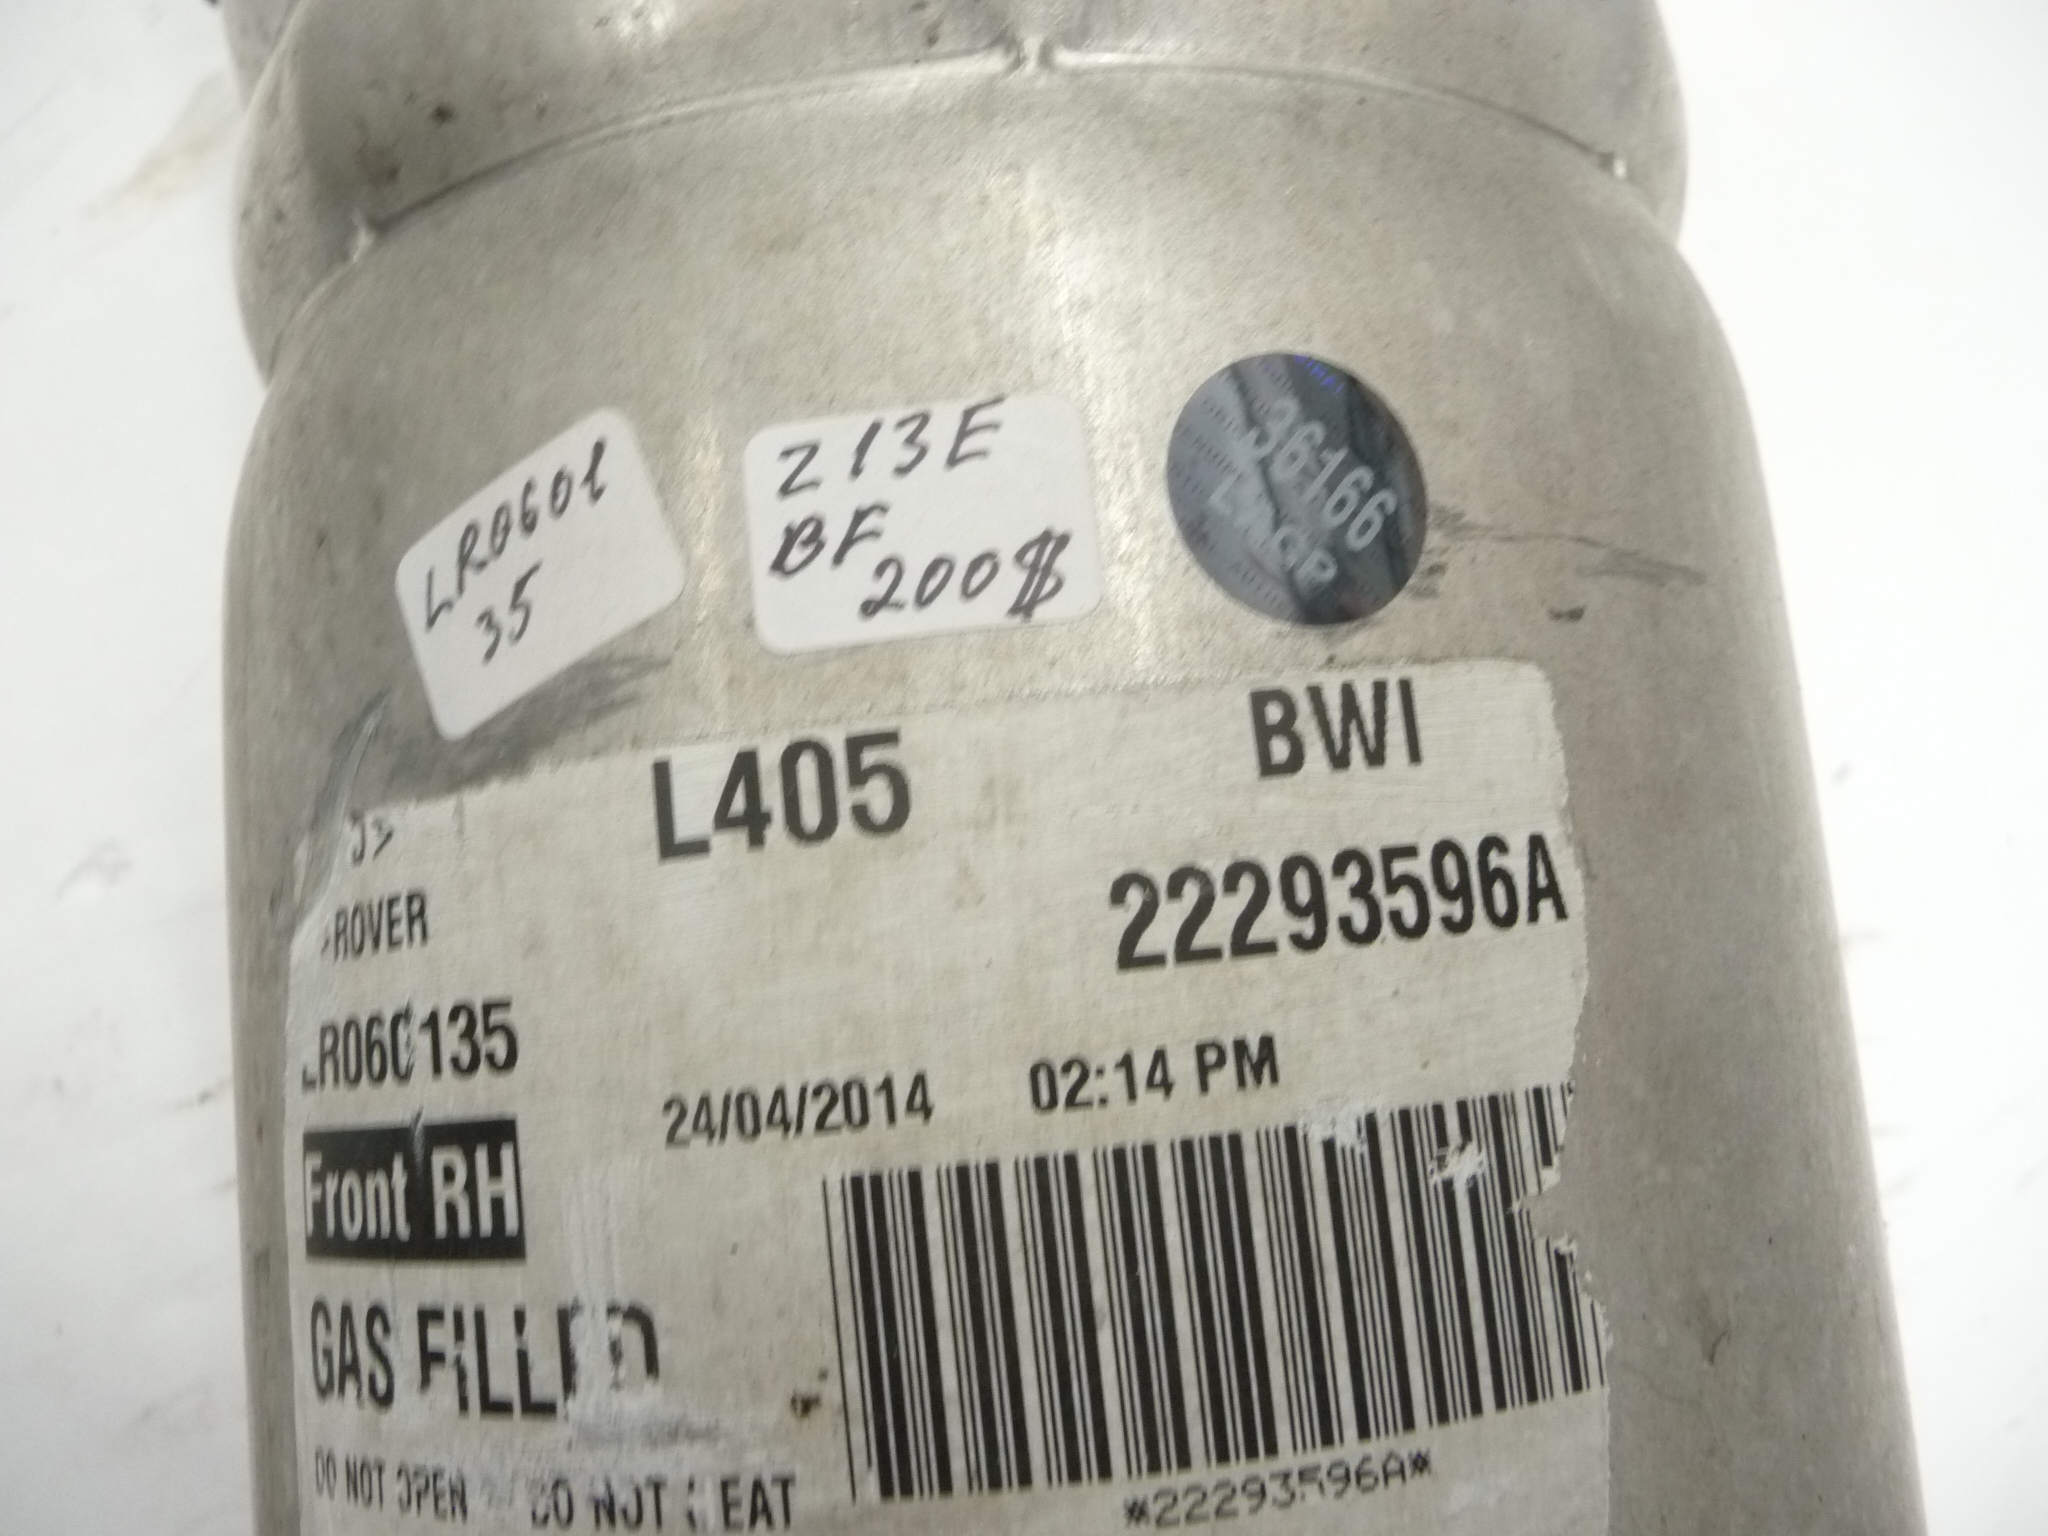 LR0601
35
Z13E
BF
200$
36166
L405
BWI
ROVER
22293596A
LR060135
24/04/2014 02:14 PM
Front RH
GAS FILLED
DO NOT OPEN DO NOT HEAT
*22293596A*